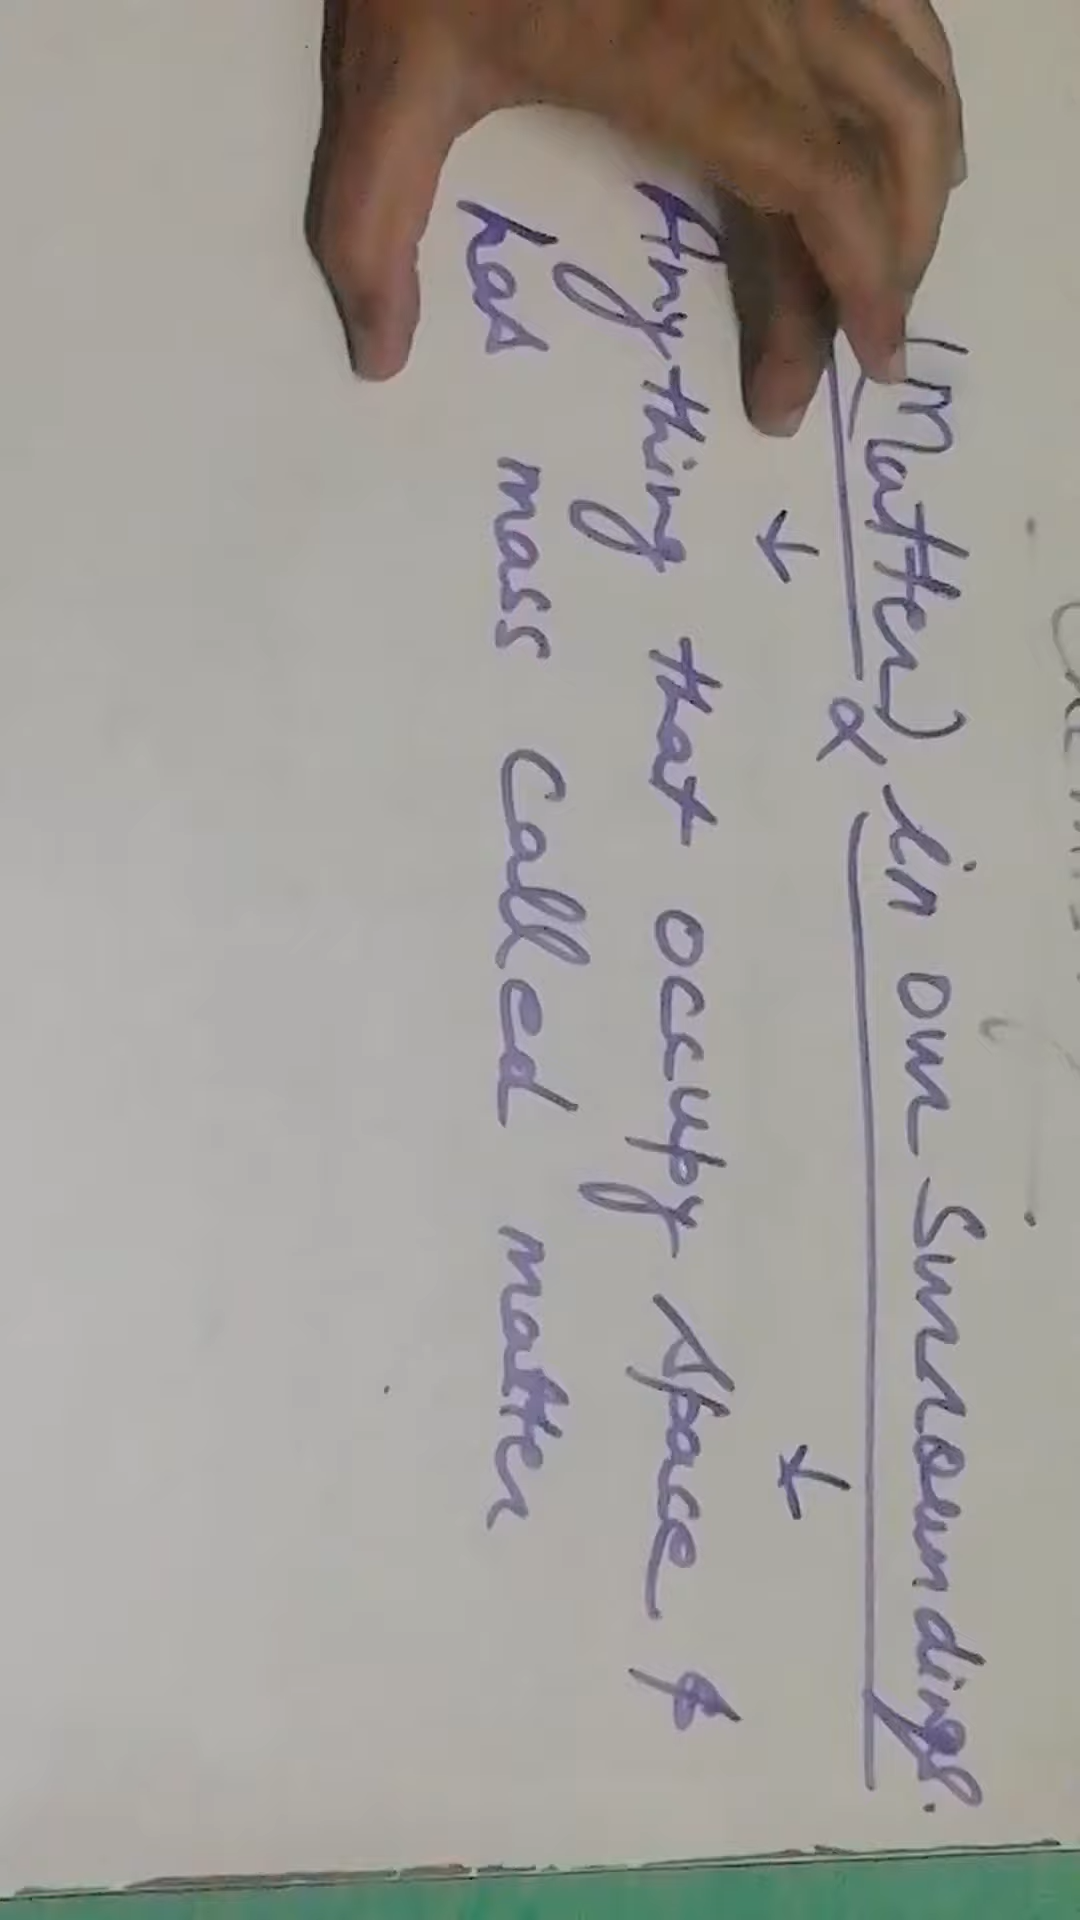 (Matter) in our Surroundings.
Anything that occupy space &
has mass called matter